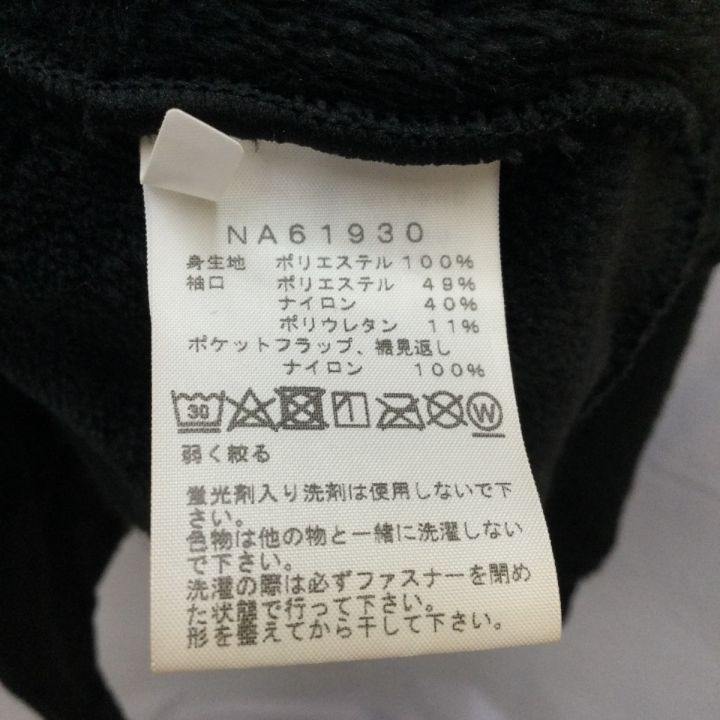 NA61930
身生地 ポリエステル100%
袖口 ポリエステル 49%
ナイロン 40%
ポリウレタン 11%
ポケットフラップ、裾見返し
ナイロン 100%
30 W
弱く絞る
蛍光剤入り洗剤は使用しないで下
さい。
色物は他の物と一緒に洗濯しない
で下さい。
洗濯の際は必ずファスナーを閉め
た状態で行って下さい。
形を整えてから干して下さい。